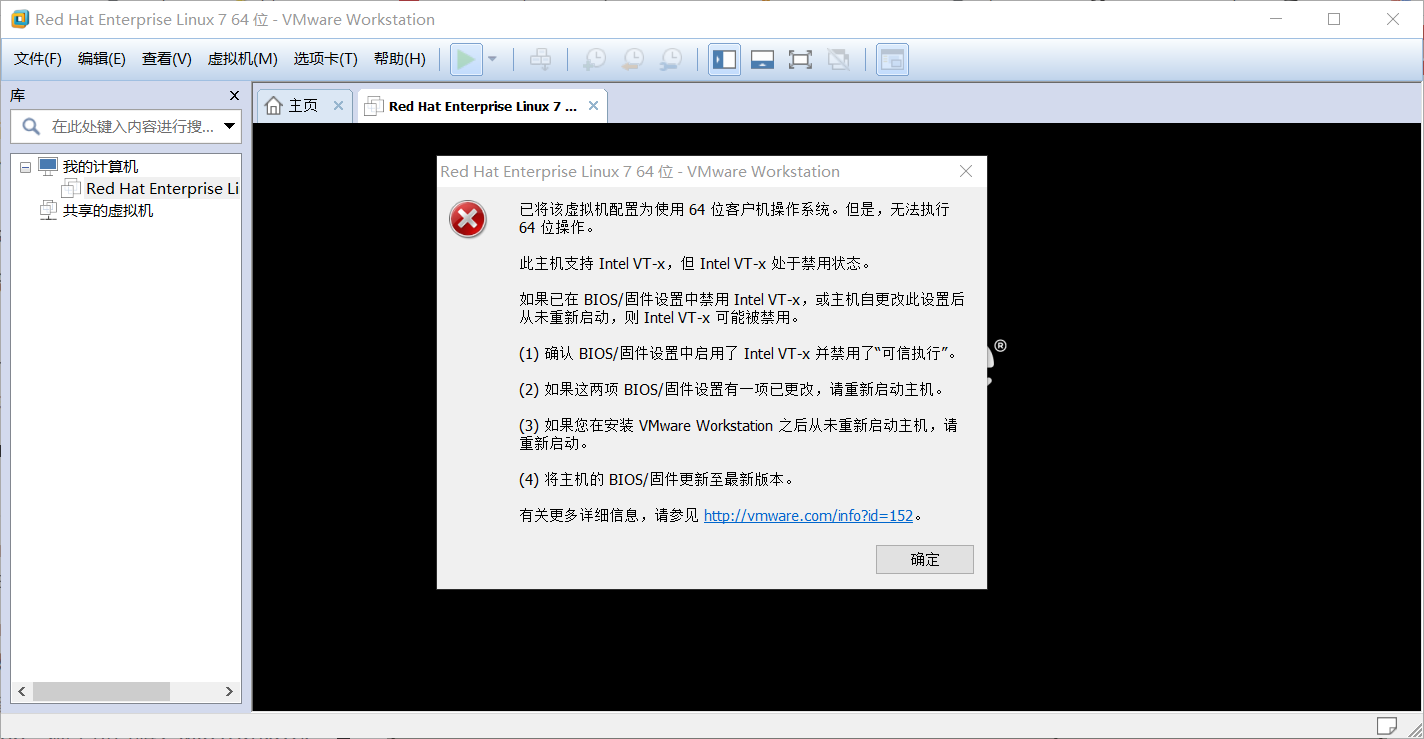 Red Hat Enterprise Linux 7 64 位 - VMware Workstation
文件(F) 编辑(E) 查看(V) 虚拟机(M) 选项卡(T) 帮助(H)
库
在此处键入内容进行搜...
我的计算机
Red Hat Enterprise Li
共享的虚拟机
主页
Red Hat Enterprise Linux 7 ...
Red Hat Enterprise Linux 7 64 位 - VMware Workstation
已将该虚拟机配置为使用 64 位客户机操作系统。但是，无法执行
64 位操作。
此主机支持 Intel VT-x，但 Intel VT-x 处于禁用状态。
如果已在 BIOS/固件设置中禁用 Intel VT-x，或主机自更改此设置后
从未重新启动，则 Intel VT-x 可能被禁用。
(1) 确认 BIOS/固件设置中启用了 Intel VT-x 并禁用了“可信执行”。
(2) 如果这两项 BIOS/固件设置有一项已更改，请重新启动主机。
(3) 如果您在安装 VMware Workstation 之后从未重新启动主机，请
重新启动。
(4) 将主机的 BIOS/固件更新至最新版本。
有关更多详细信息，请参见 http://vmware.com/info?id=152。
确定
®